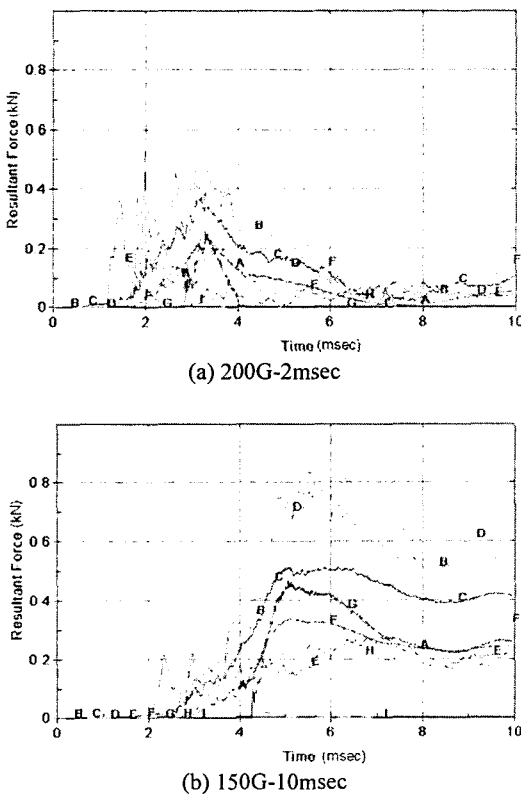 Resultant Force (kN)
0.8
0.6
0.4
0.2
0
B C D E F G H I
A B C D E F G H
0 2 4 6 8 10
Time (msec)
(a) 200G-2msec
Resultant Force (kN)
0.8
0.6
0.4
0.2
0
B C D E F G H I
A B C D E F G H
0 2 4 6 8 10
Time (msec)
(b) 150G-10msec